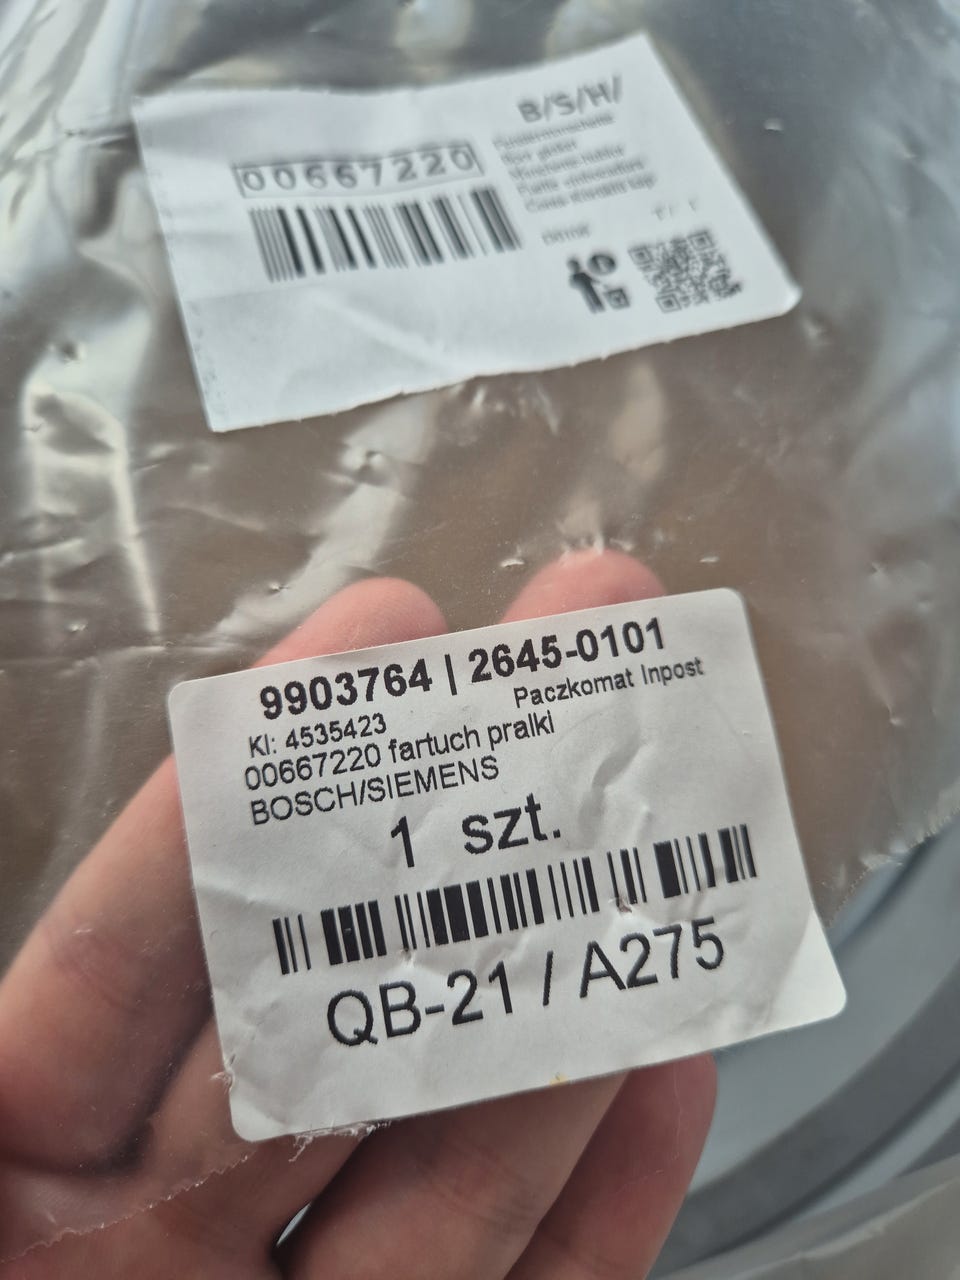 B/S/H/
00667220
9903764 | 2645-0101
Kl: 4535423
Paczkomat Inpost
00667220 fartuch pralki
BOSCH/SIEMENS
1 szt.
QB-21 / A275